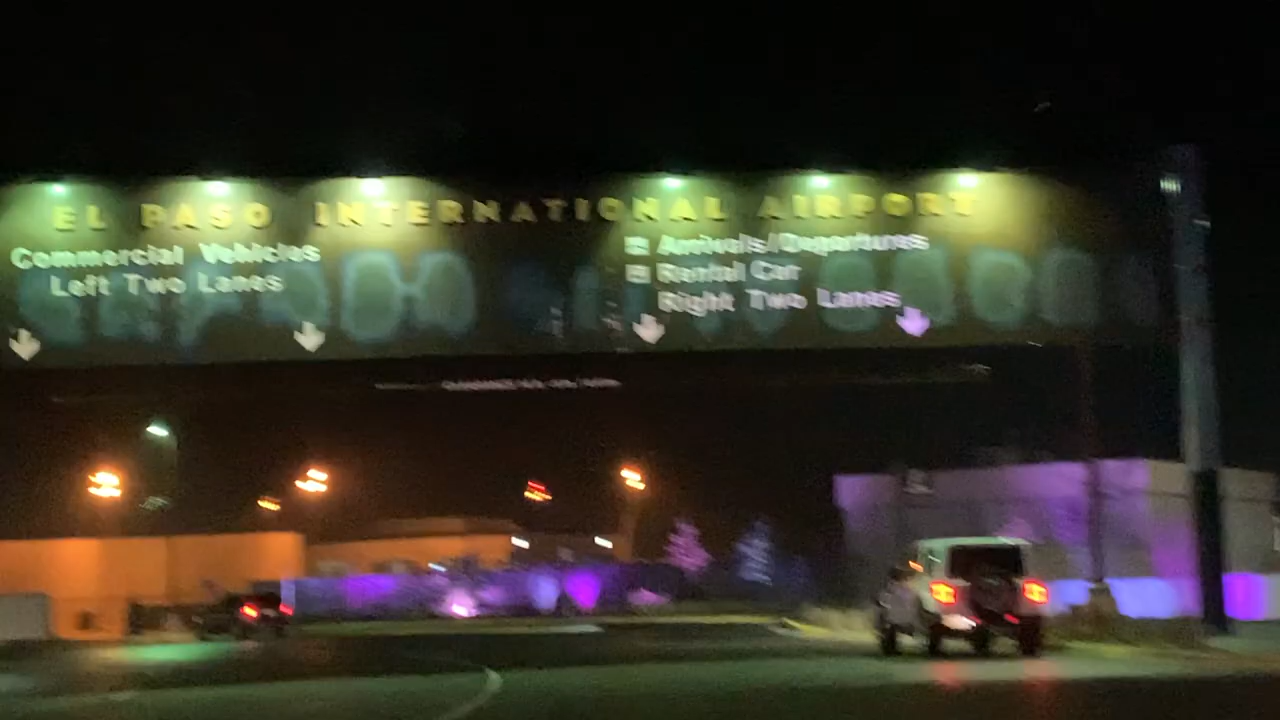 EL PASO INTERNATIONAL AIRPORT
Commercial Vehicles
Left Two Lanes
Arrivals/Departures
Rental Car
Right Two Lanes